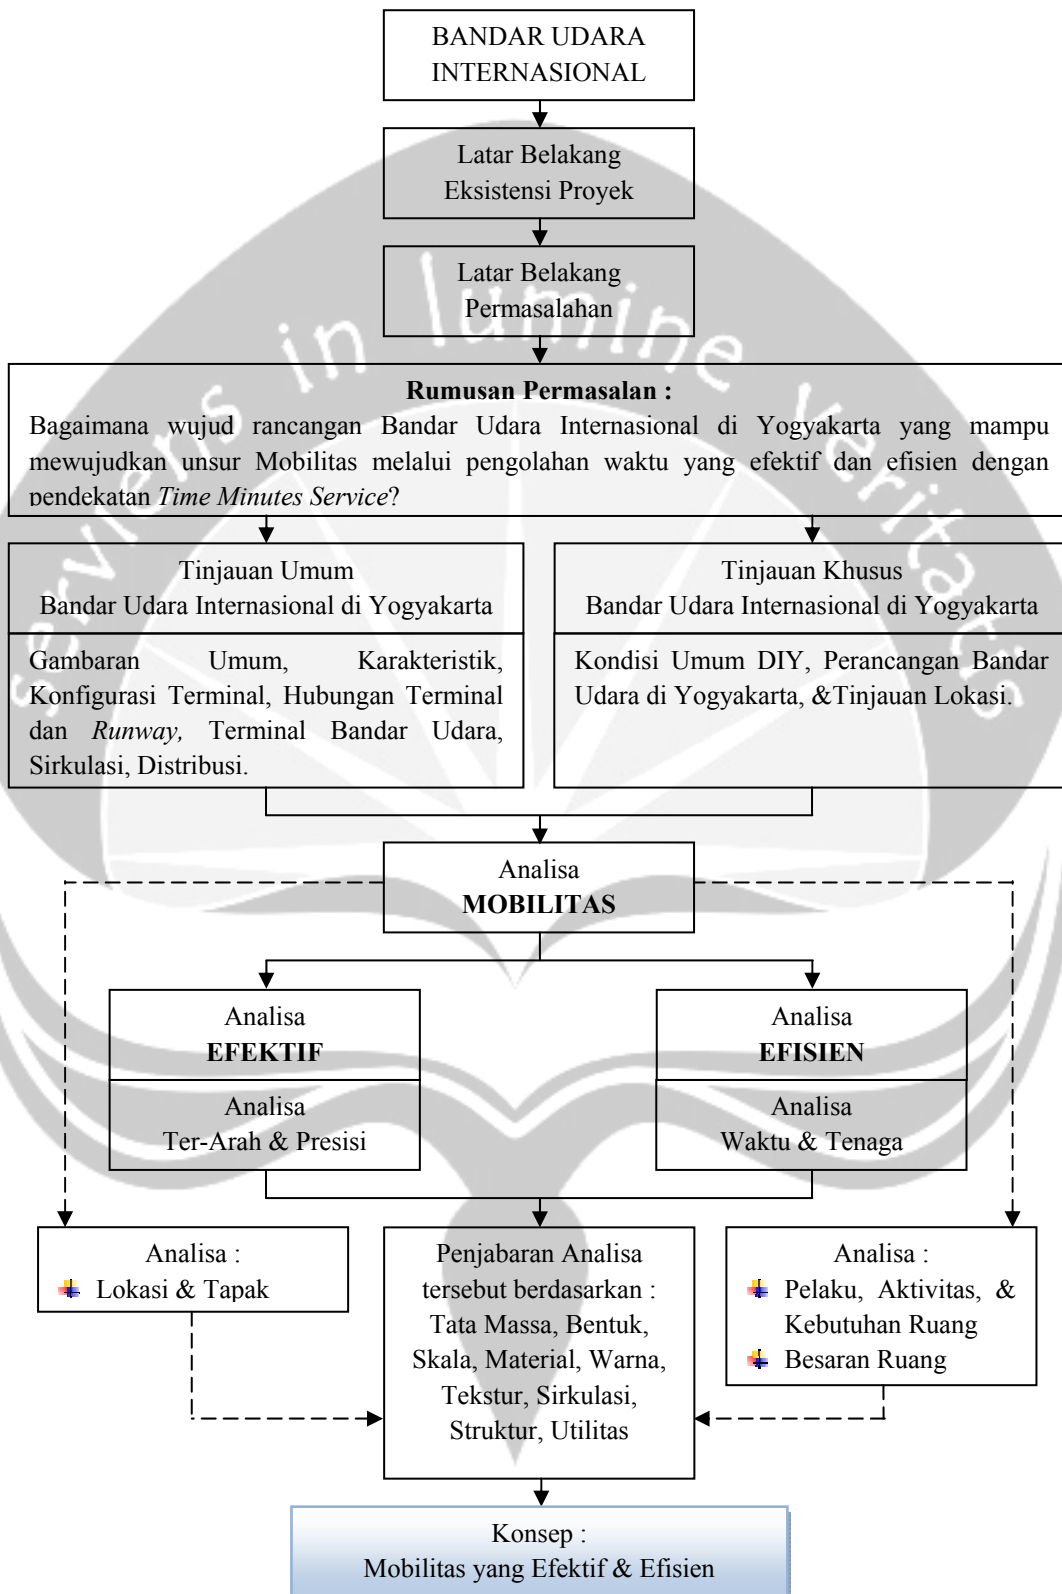 BANDAR UDARA
INTERNASIONAL
Latar Belakang
Eksistensi Proyek
Latar Belakang
Permasalahan
serviens in lumine veritatis
Rumusan Permasalan :
Bagaimana wujud rancangan Bandar Udara Internasional di Yogyakarta yang mampu
mewujudkan unsur Mobilitas melalui pengolahan waktu yang efektif dan efisien dengan
pendekatan Time Minutes Service?
Tinjauan Umum
Bandar Udara Internasional di Yogyakarta
Gambaran Umum, Karakteristik,
Konfigurasi Terminal, Hubungan Terminal
dan Runway, Terminal Bandar Udara,
Sirkulasi, Distribusi.
Tinjauan Khusus
Bandar Udara Internasional di Yogyakarta
Kondisi Umum DIY, Perancangan Bandar
Udara di Yogyakarta, &Tinjauan Lokasi.
Analisa
MOBILITAS
Analisa
EFEKTIF
Analisa
Ter-Arah & Presisi
Analisa
EFISIEN
Analisa
Waktu & Tenaga
Analisa :
Lokasi & Tapak
Penjabaran Analisa
tersebut berdasarkan :
Tata Massa, Bentuk,
Skala, Material, Warna,
Tekstur, Sirkulasi,
Struktur, Utilitas
Analisa :
Pelaku, Aktivitas, &
Kebutuhan Ruang
Besaran Ruang
Konsep :
Mobilitas yang Efektif & Efisien